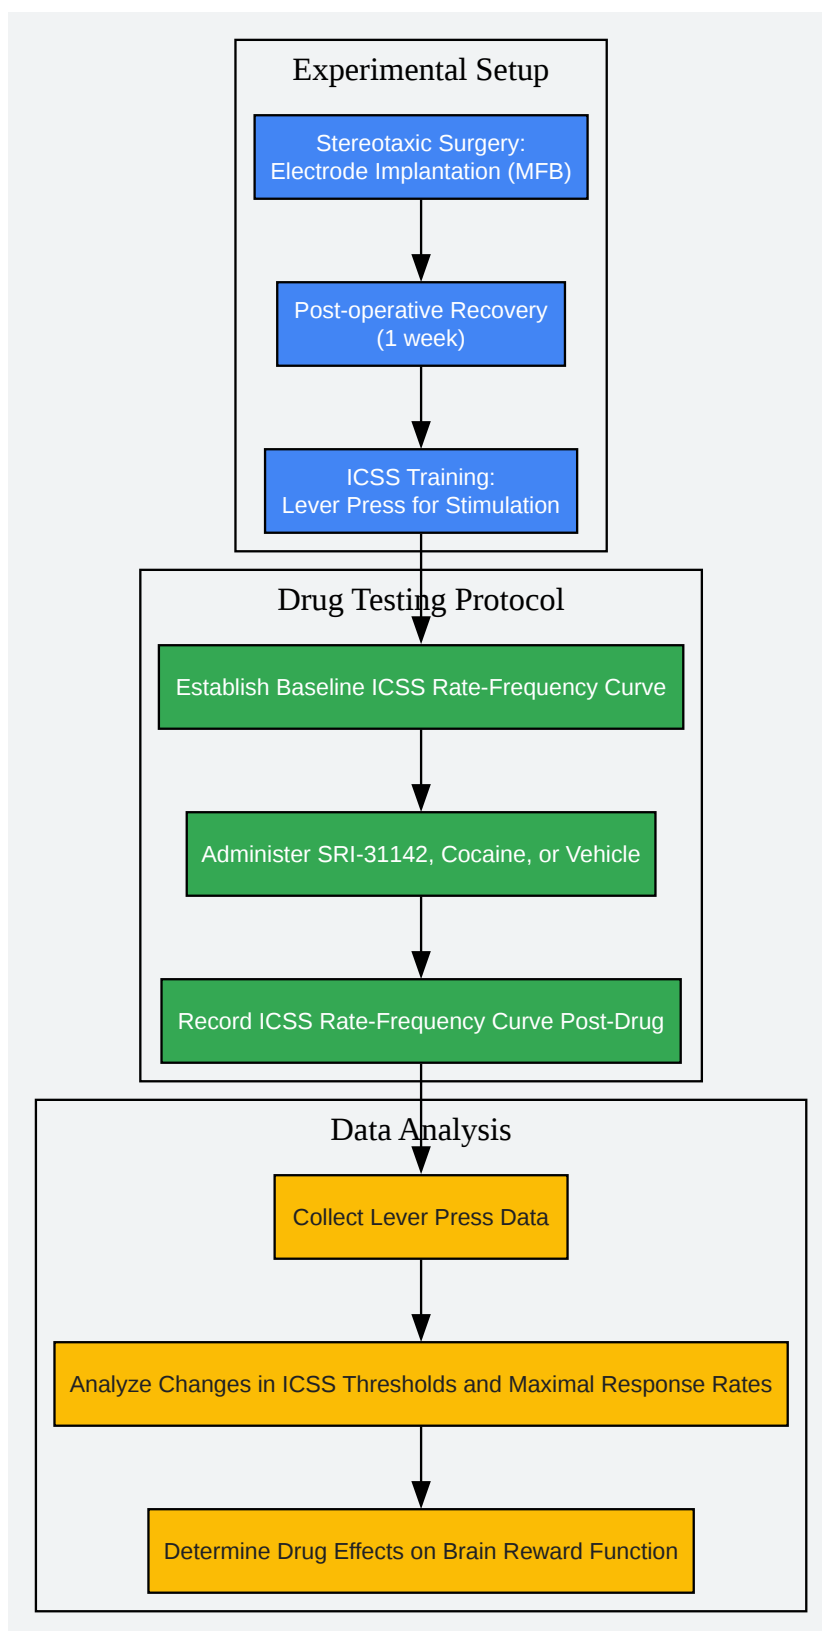 Experimental Setup
Stereotaxic Surgery:
Electrode Implantation (MFB)
Post-operative Recovery
(1 week)
ICSS Training:
Lever Press for Stimulation
Drug Testing Protocol
Establish Baseline ICSS Rate-Frequency Curve
Administer SRI-31142, Cocaine, or Vehicle
Record ICSS Rate-Frequency Curve Post-Drug
Data Analysis
Collect Lever Press Data
Analyze Changes in ICSS Thresholds and Maximal Response Rates
Determine Drug Effects on Brain Reward Function